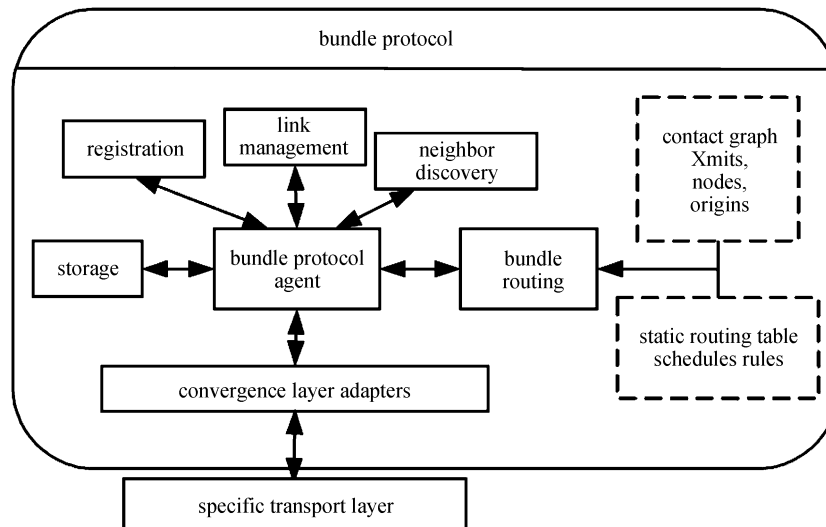 bundle protocol
link
management
registration
neighbor
discovery
contact graph
Xmits,
nodes,
origins
storage
bundle protocol
agent
bundle
routing
static routing table
schedules rules
convergence layer adapters
specific transport layer